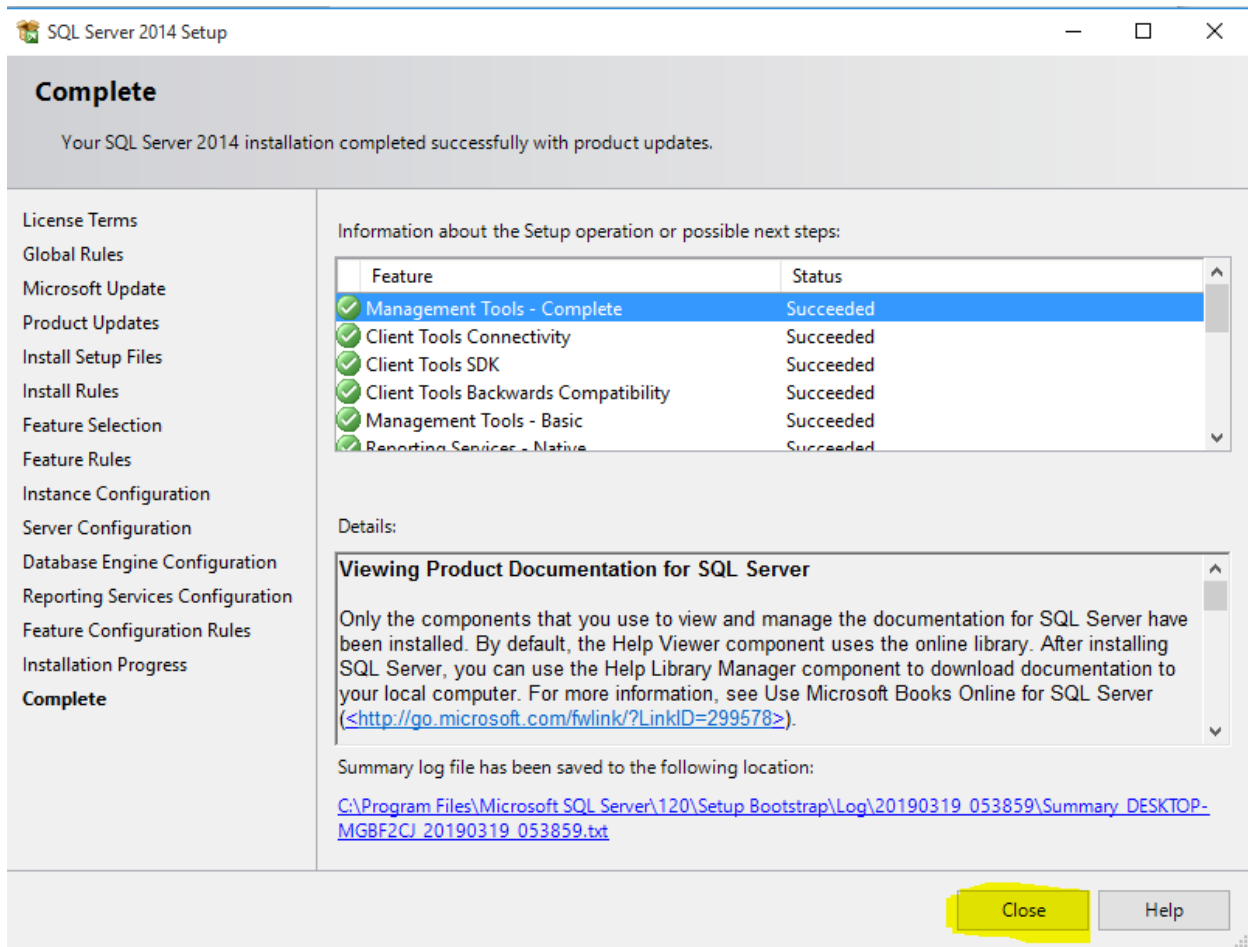 SQL Server 2014 Setup
Complete
Your SQL Server 2014 installation completed successfully with product updates.
License Terms
Global Rules
Microsoft Update
Product Updates
Install Setup Files
Install Rules
Feature Selection
Feature Rules
Instance Configuration
Server Configuration
Database Engine Configuration
Reporting Services Configuration
Feature Configuration Rules
Installation Progress
Complete
Information about the Setup operation or possible next steps:
Feature Status
Management Tools - Complete Succeeded
Client Tools Connectivity Succeeded
Client Tools SDK Succeeded
Client Tools Backwards Compatibility Succeeded
Management Tools - Basic Succeeded
Reporting Services - Native Succeeded
Details:
Viewing Product Documentation for SQL Server
Only the components that you use to view and manage the documentation for SQL Server have
been installed. By default, the Help Viewer component uses the online library. After installing
SQL Server, you can use the Help Library Manager component to download documentation to
your local computer. For more information, see Use Microsoft Books Online for SQL Server
(<http://go.microsoft.com/fwlink/?LinkID=299578>).
Summary log file has been saved to the following location:
C:\Program Files\Microsoft SQL Server\120\Setup Bootstrap\Log\20190319_053859\Summary_DESKTOP-
MGBF2CJ_20190319_053859.txt
Close Help